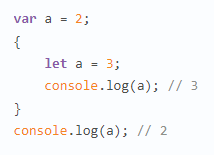 var a = 2;
{
    let a = 3;
    console.log(a); // 3
}
console.log(a); // 2